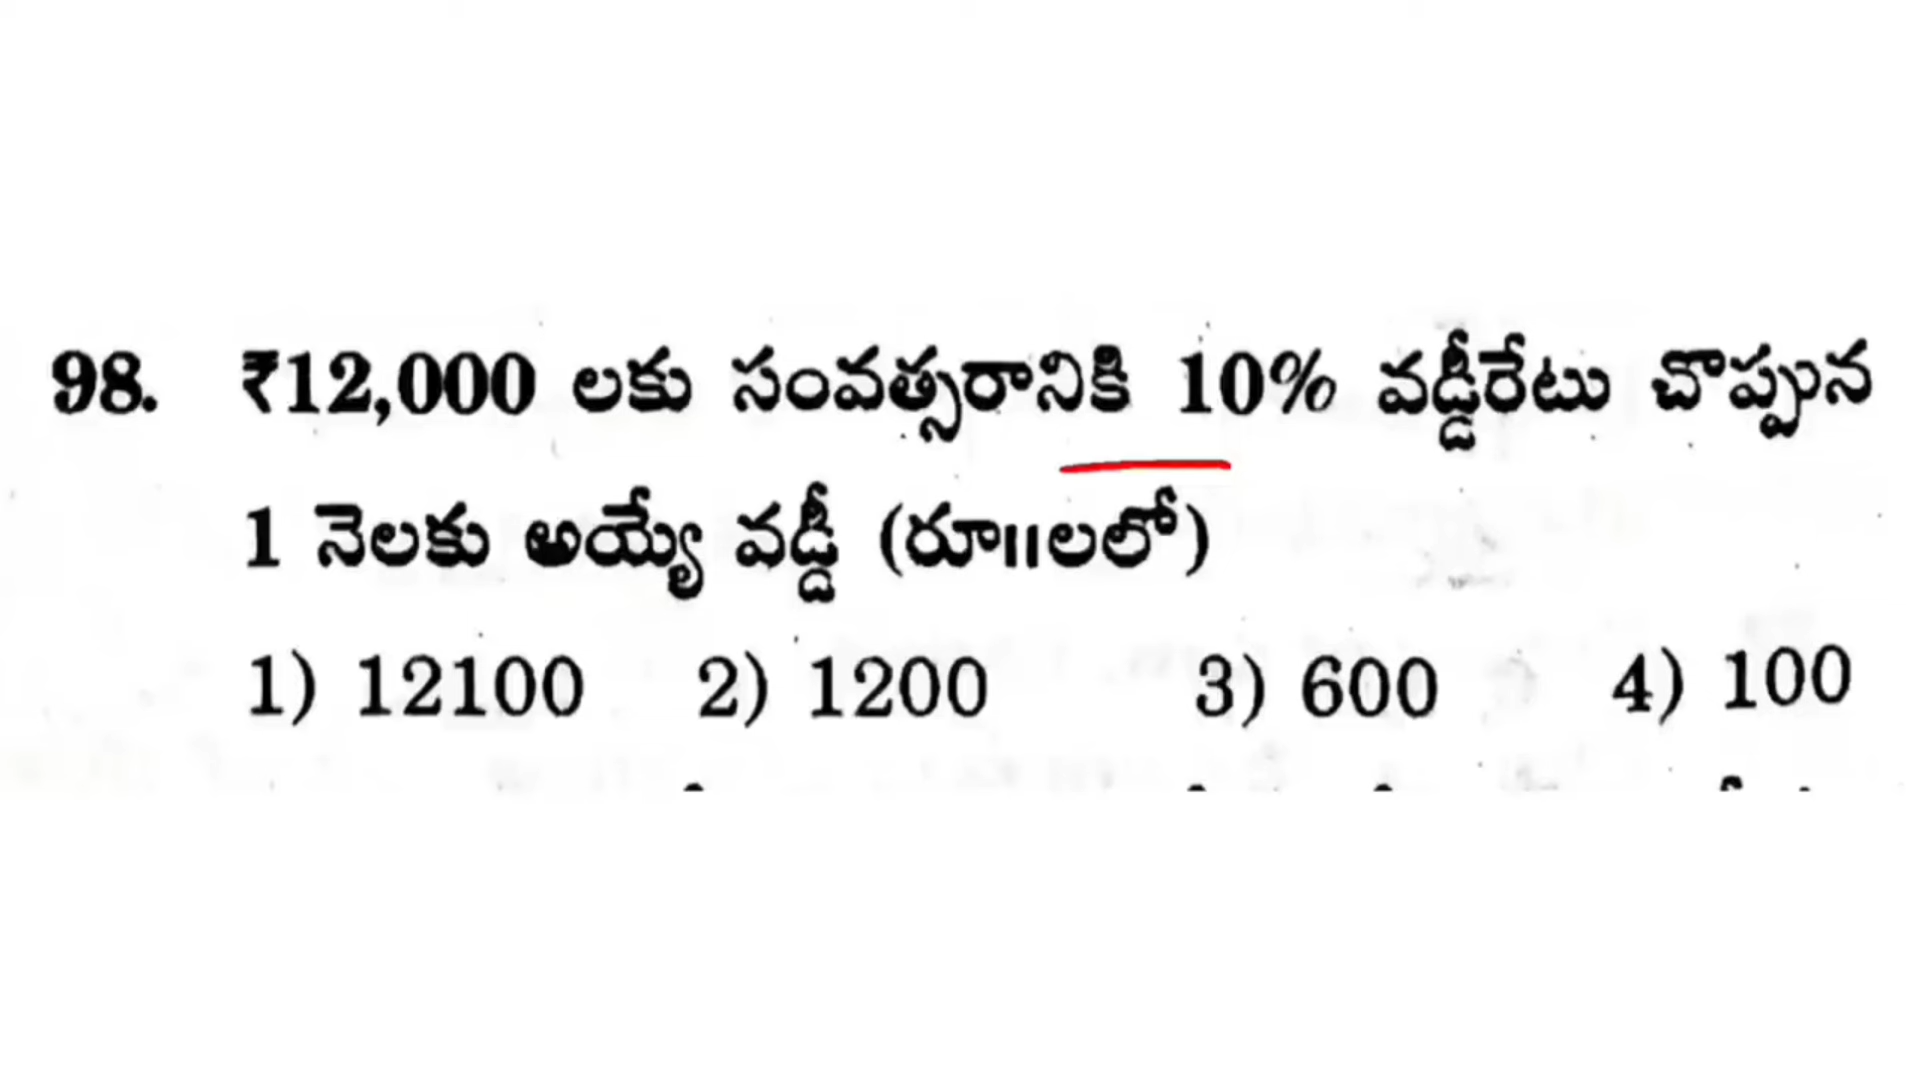 98. ₹12,000 లకు సంవత్సరానికి 10% వడ్డీరేటు చొప్పున
1 నెలకు అయ్యే వడ్డీ (రూ॥లలో)
1) 12100 2) 1200 3) 600 4) 100